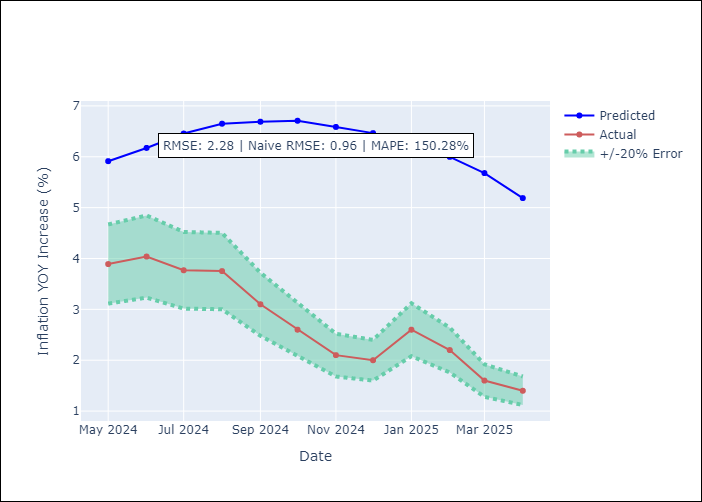 7
6
5
4
3
2
1
Inflation YOY Increase (%)
RMSE: 2.28 | Naive RMSE: 0.96 | MAPE: 150.28%
Predicted
Actual
+/-20% Error
May 2024
Jul 2024
Sep 2024
Nov 2024
Jan 2025
Mar 2025
Date